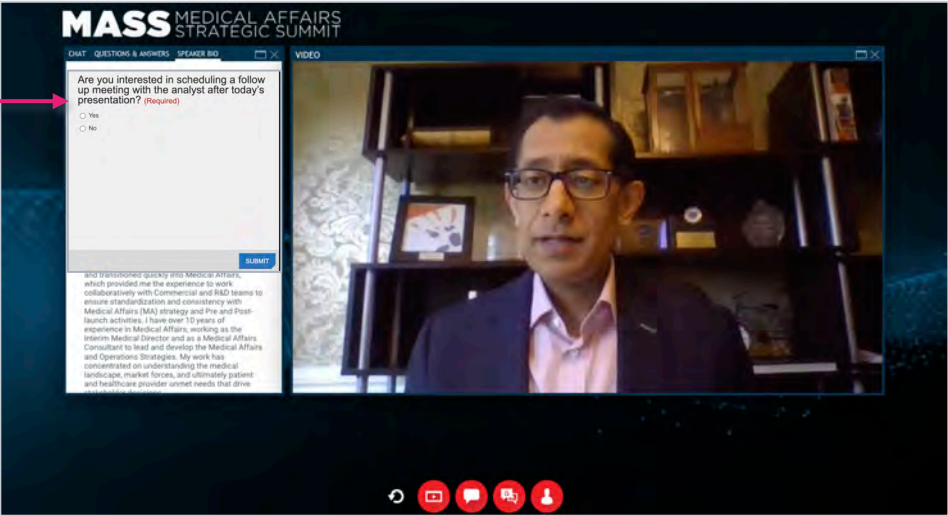 MASS MEDICAL AFFAIRS
STRATEGIC SUMMIT
CHAT QUESTIONS & ANSWERS SPEAKER BIO
VIDEO
Are you interested in scheduling a follow
up meeting with the analyst after today's
presentation? (Required)
Yes
No
SUBMIT
and transitioned quickly into Medical Affairs,
which provided me the experience to work
collaboratively with Commercial and R&D teams to
ensure standardization and consistency with
Medical Affairs (MA) strategy and Pre and Post-
launch activities. I have over 10 years of
experience in Medical Affairs, working as the
Interim Medical Director and as a Medical Affairs
Consultant to lead and develop the Medical Affairs
and Operations Strategies. My work has
concentrated on understanding the medical
landscape, market forces, and ultimately patient
and healthcare provider unmet needs that drive
stakeholder decisions